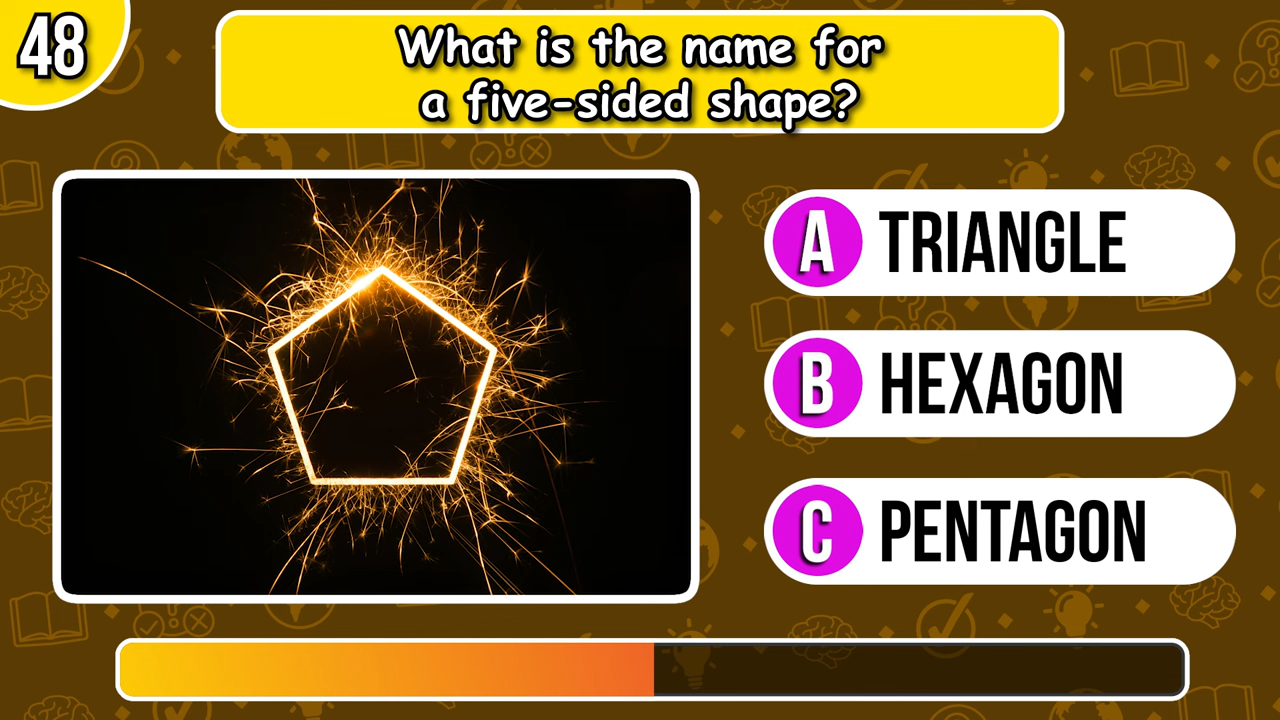 48
What is the name for
a five-sided shape?
A TRIANGLE
B HEXAGON
C PENTAGON